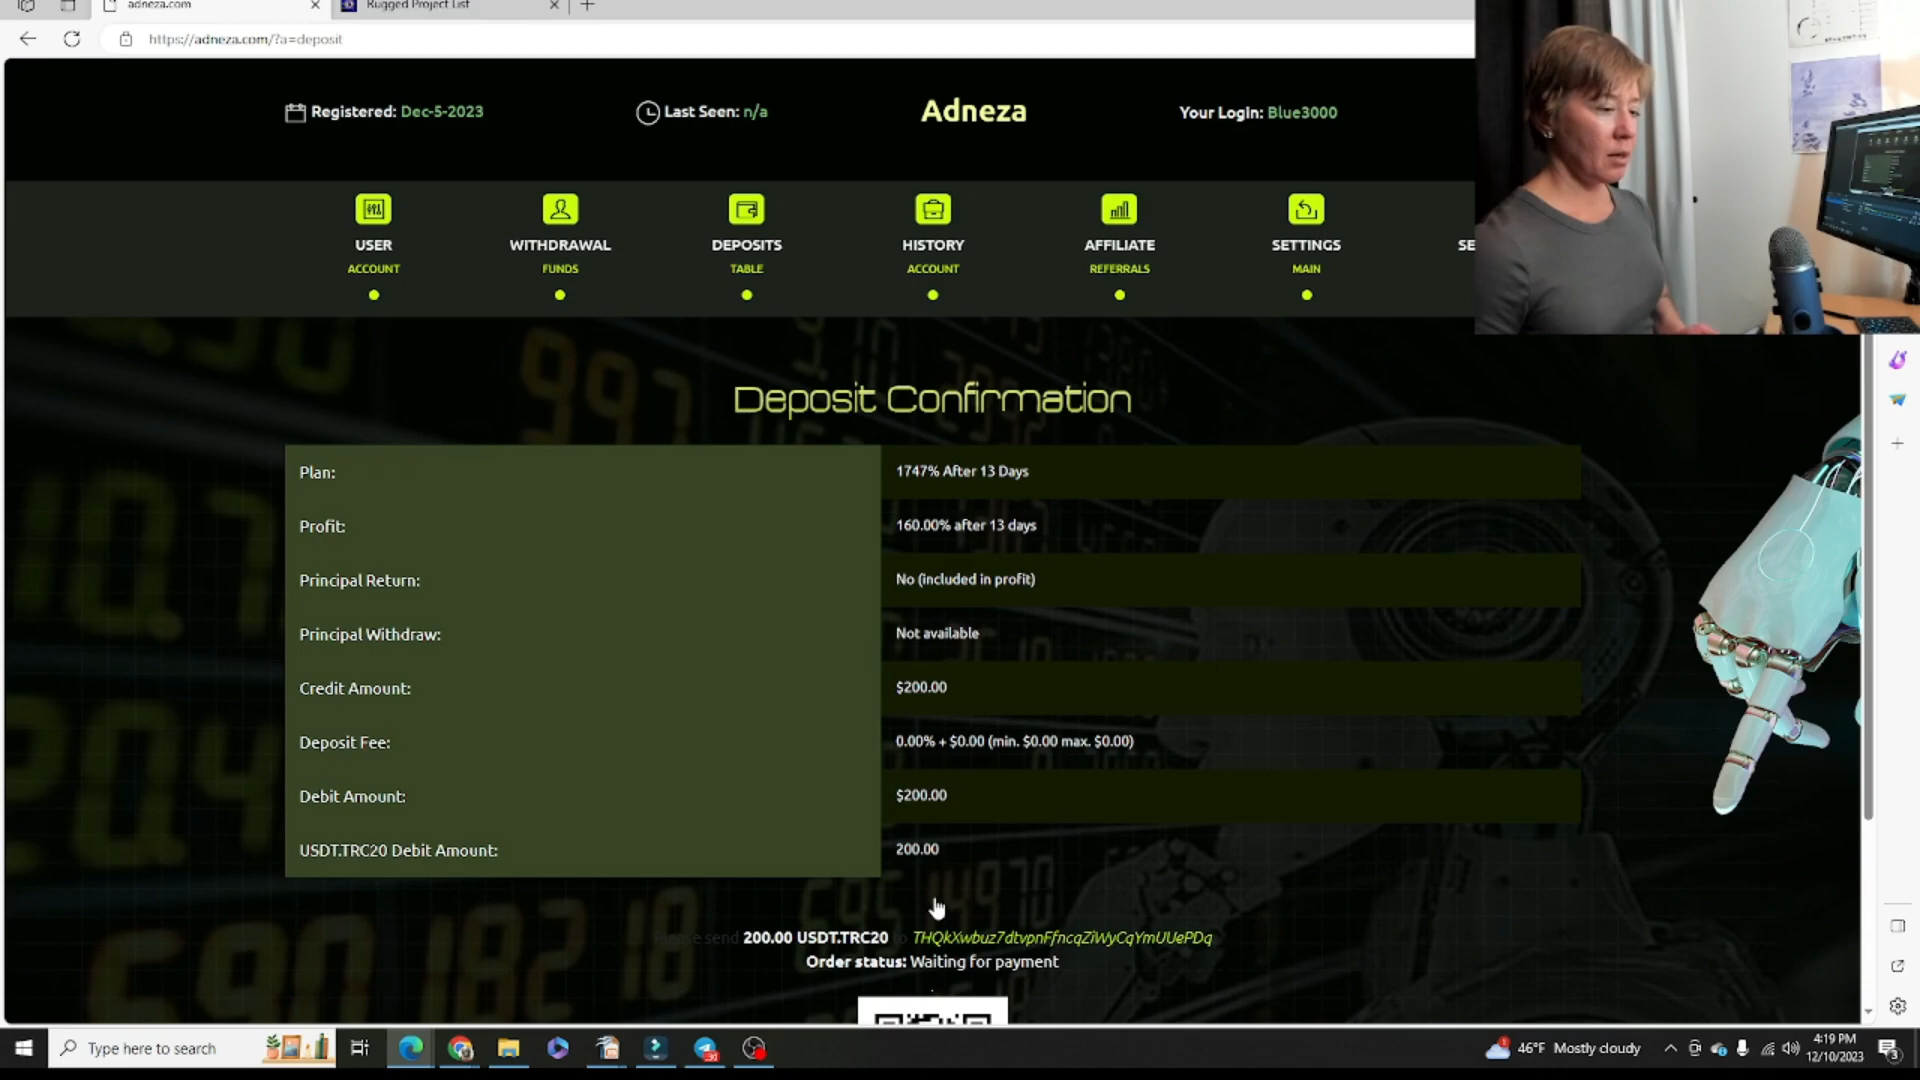 adneza.com
Rugged Project List
https://adneza.com/?a=deposit
Registered: Dec-5-2023
Last Seen: n/a
Adneza
Your Login: Blue3000
USER
ACCOUNT
WITHDRAWAL
FUNDS
DEPOSITS
TABLE
HISTORY
ACCOUNT
AFFILIATE
REFERRALS
SETTINGS
MAIN
SE
Deposit Confirmation
Plan: 1747% After 13 Days
Profit: 160.00% after 13 days
Principal Return: No (included in profit)
Principal Withdraw: Not available
Credit Amount: $200.00
Deposit Fee: 0.00% + $0.00 (min. $0.00 max. $0.00)
Debit Amount: $200.00
USDT.TRC20 Debit Amount: 200.00
Please send 200.00 USDT.TRC20 to THQkXwbuz7dtvpnFfncqZiWyCqYmUUePDq
Order status: Waiting for payment
Type here to search
46°F Mostly cloudy
4:19 PM
12/10/2023